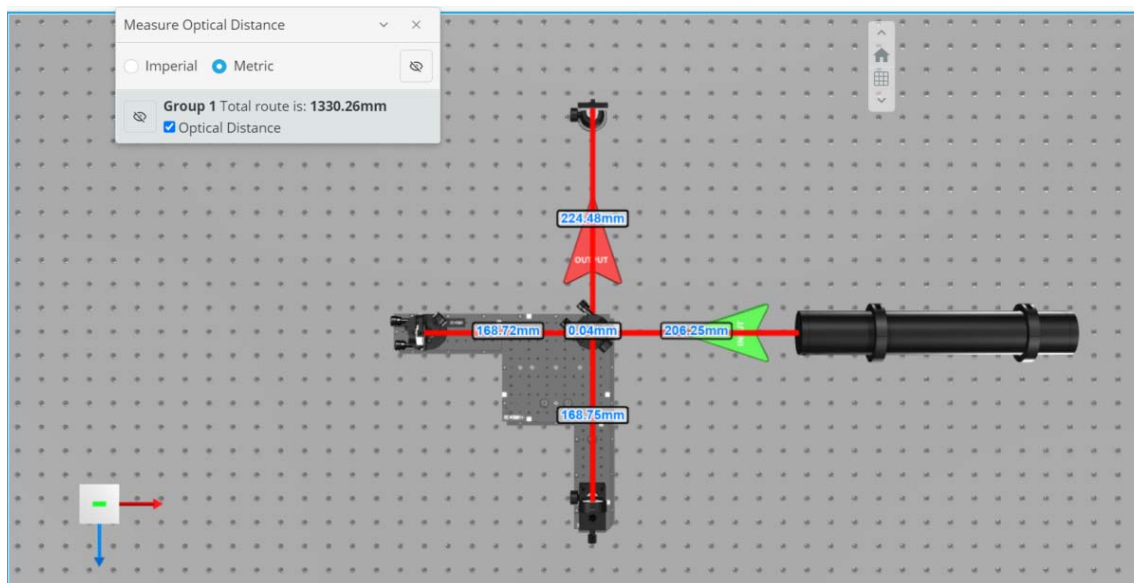 Measure Optical Distance
Imperial Metric
Group 1 Total route is: 1330.26mm
Optical Distance
224.48mm
OUTPUT
168.72mm 0.04mm 206.25mm
168.75mm